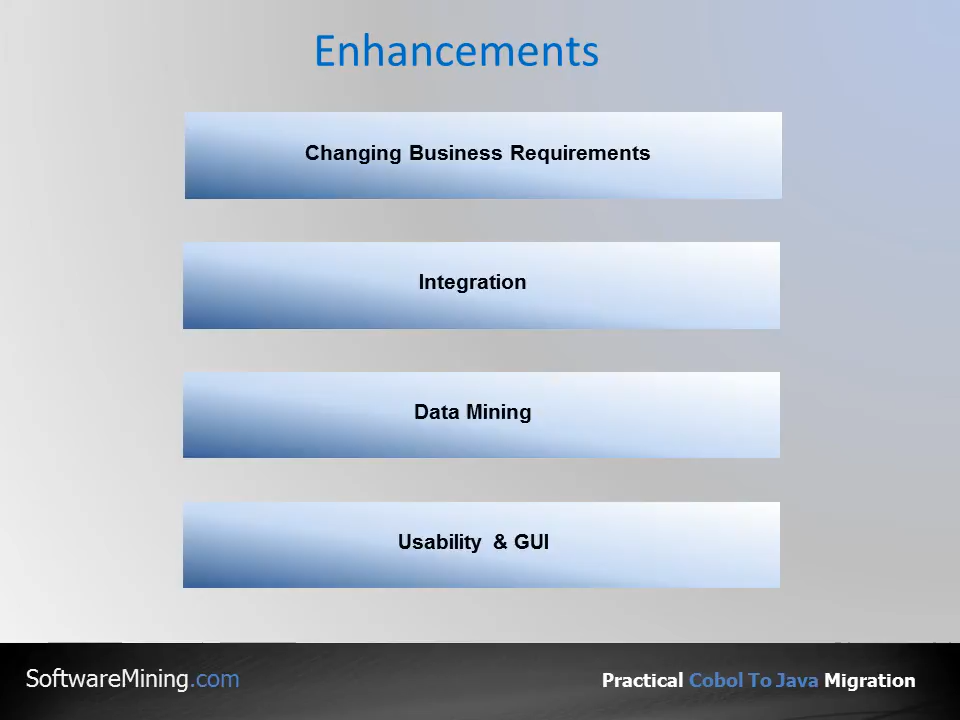 Enhancements
Changing Business Requirements
Integration
Data Mining
Usability & GUI
SoftwareMining.com
Practical Cobol To Java Migration